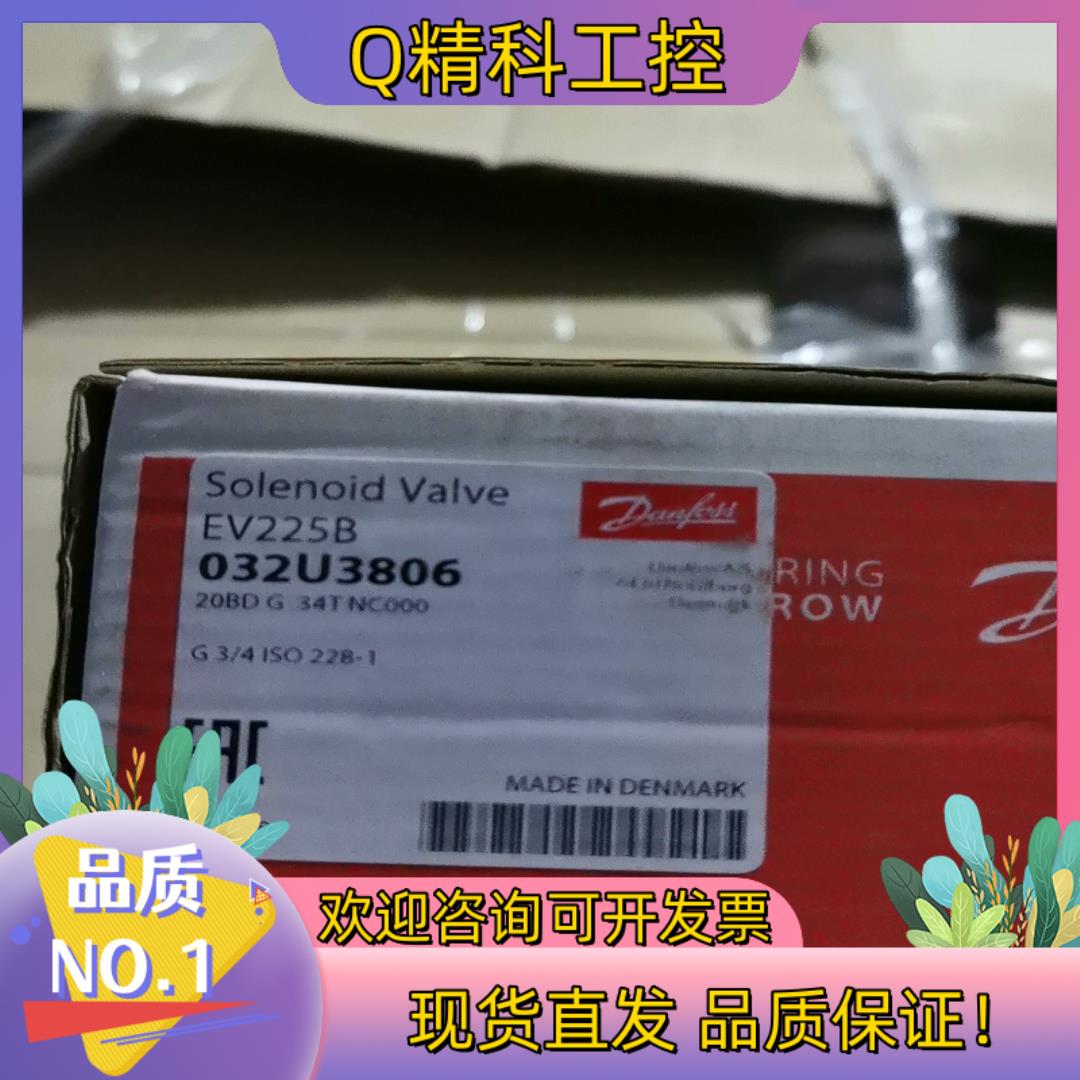 Q精科工控
Solenoid Valve
EV225B
032U3806
20BD G 34T NC000
G 3/4 ISO 228-1
Danfoss
RING
ROW
EAC
MADE IN DENMARK
品质
NO.1
欢迎咨询可开发票
现货直发 品质保证!